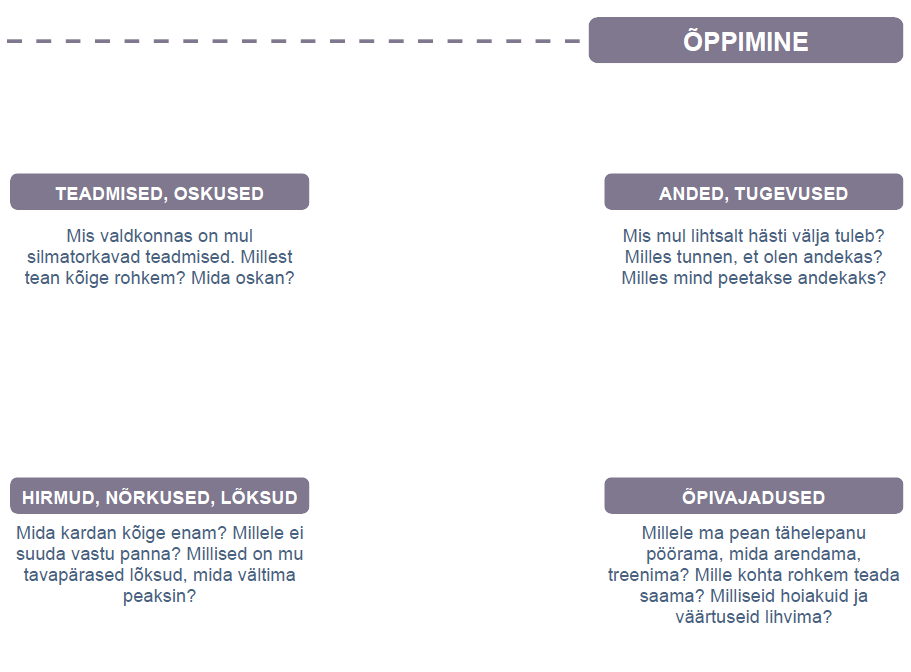 ÕPPIMINE
TEADMISED, OSKUSED
Mis valdkonnas on mul
silmatorkavad teadmised. Millest
tean kõige rohkem? Mida oskan?
ANDED, TUGEVUSED
Mis mul lihtsalt hästi välja tuleb?
Milles tunnen, et olen andekas?
Milles mind peetakse andekaks?
HIRMUD, NÕRKUSED, LÕKSUD
Mida kardan kõige enam? Millele ei
suuda vastu panna? Millised on mu
tavapärased lõksud, mida vältima
peaksin?
ÕPIVAJADUSED
Millele ma pean tähelepanu
pöörama, mida arendama,
treenima? Mille kohta rohkem teada
saama? Milliseid hoiakuid ja
väärtuseid lihvima?